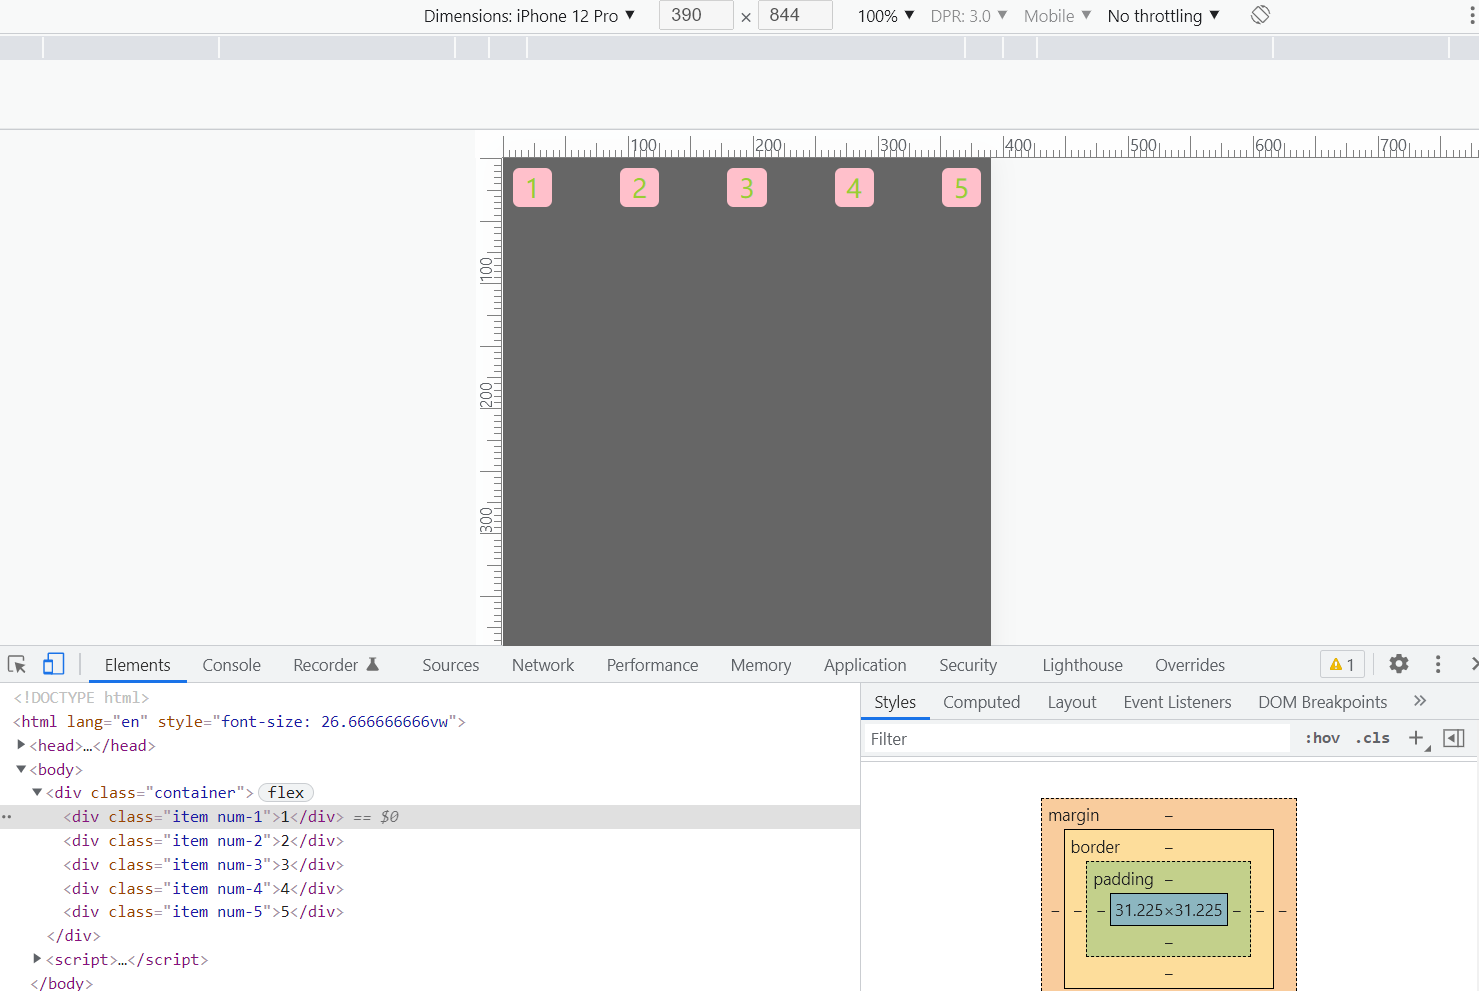 Dimensions: iPhone 12 Pro ▼ 390 × 844 100% ▼ DPR: 3.0 ▼ Mobile ▼ No throttling ▼
100 200 300 400 500 600 700
1 2 3 4 5
100
200
300
Elements Console Recorder Sources Network Performance Memory Application Security Lighthouse Overrides 1
<!DOCTYPE html>
<html lang="en" style="font-size: 26.666666666vw">
▶<head>…</head>
▼<body>
▼<div class="container"> flex
<div class="item num-1">1</div> == $0
<div class="item num-2">2</div>
<div class="item num-3">3</div>
<div class="item num-4">4</div>
<div class="item num-5">5</div>
</div>
▶<script>…</script>
</body>
Styles Computed Layout Event Listeners DOM Breakpoints »
Filter :hov .cls +
margin –
border –
padding –
– – – 31.225×31.225 – – –
–
–